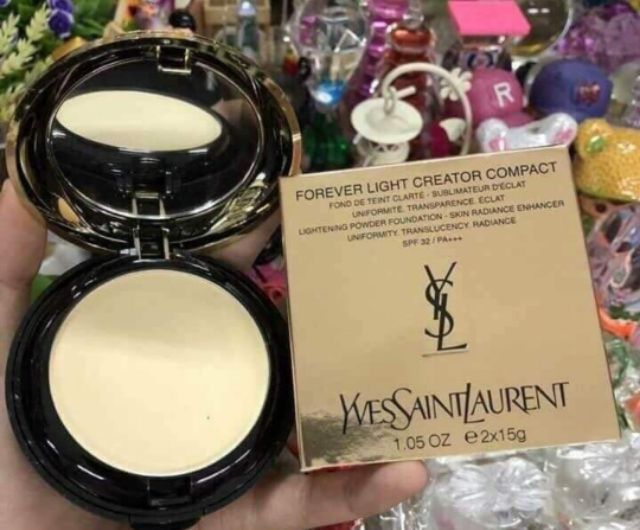 FOREVER LIGHT CREATOR COMPACT
FOND DE TEINT CLARTÉ - SUBLIMATEUR D'ÉCLAT
UNIFORMITÉ. TRANSPARENCE. ÉCLAT
LIGHTENING POWDER FOUNDATION - SKIN RADIANCE ENHANCER
UNIFORMITY. TRANSLUCENCY. RADIANCE
SPF 32 / PA+++
YSL
YVESSAINTLAURENT
1.05 OZ ℮2x15g
R